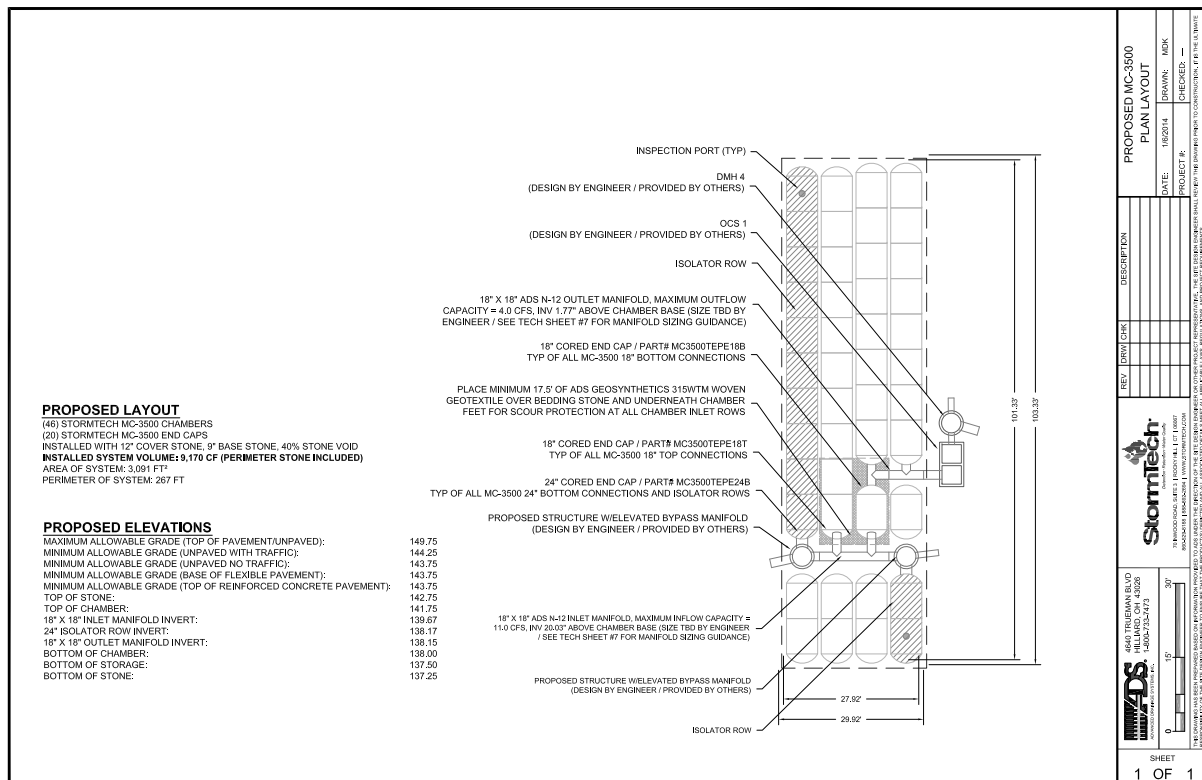 INSPECTION PORT (TYP)
DMH 4
(DESIGN BY ENGINEER / PROVIDED BY OTHERS)
OCS 1
(DESIGN BY ENGINEER / PROVIDED BY OTHERS)
ISOLATOR ROW
18" X 18" ADS N-12 OUTLET MANIFOLD, MAXIMUM OUTFLOW
CAPACITY = 4.0 CFS, INV 1.77" ABOVE CHAMBER BASE (SIZE TBD BY
ENGINEER / SEE TECH SHEET #7 FOR MANIFOLD SIZING GUIDANCE)
18" CORED END CAP / PART# MC3500TEPE18B
TYP OF ALL MC-3500 18" BOTTOM CONNECTIONS
PLACE MINIMUM 17.5' OF ADS GEOSYNTHETICS 315WTM WOVEN
GEOTEXTILE OVER BEDDING STONE AND UNDERNEATH CHAMBER
FEET FOR SCOUR PROTECTION AT ALL CHAMBER INLET ROWS
18" CORED END CAP / PART# MC3500TEPE18T
TYP OF ALL MC-3500 18" TOP CONNECTIONS
24" CORED END CAP / PART# MC3500TEPE24B
TYP OF ALL MC-3500 24" BOTTOM CONNECTIONS AND ISOLATOR ROWS
PROPOSED STRUCTURE W/ELEVATED BYPASS MANIFOLD
(DESIGN BY ENGINEER / PROVIDED BY OTHERS)
18" X 18" ADS N-12 INLET MANIFOLD, MAXIMUM INFLOW CAPACITY =
11.0 CFS, INV 20.03" ABOVE CHAMBER BASE (SIZE TBD BY ENGINEER
/ SEE TECH SHEET #7 FOR MANIFOLD SIZING GUIDANCE)
PROPOSED STRUCTURE W/ELEVATED BYPASS MANIFOLD
(DESIGN BY ENGINEER / PROVIDED BY OTHERS)
ISOLATOR ROW
101.33'
103.33'
27.92'
29.92'
PROPOSED LAYOUT
(46) STORMTECH MC-3500 CHAMBERS
(20) STORMTECH MC-3500 END CAPS
INSTALLED WITH 12" COVER STONE, 9" BASE STONE, 40% STONE VOID
INSTALLED SYSTEM VOLUME: 9,170 CF (PERIMETER STONE INCLUDED)
AREA OF SYSTEM: 3,091 FT²
PERIMETER OF SYSTEM: 267 FT
PROPOSED ELEVATIONS
MAXIMUM ALLOWABLE GRADE (TOP OF PAVEMENT/UNPAVED): 149.75
MINIMUM ALLOWABLE GRADE (UNPAVED WITH TRAFFIC): 144.25
MINIMUM ALLOWABLE GRADE (UNPAVED NO TRAFFIC): 143.75
MINIMUM ALLOWABLE GRADE (BASE OF FLEXIBLE PAVEMENT): 143.75
MINIMUM ALLOWABLE GRADE (TOP OF REINFORCED CONCRETE PAVEMENT): 143.75
TOP OF STONE: 142.75
TOP OF CHAMBER: 141.75
18" X 18" INLET MANIFOLD INVERT: 139.67
24" ISOLATOR ROW INVERT: 138.17
18" X 18" OUTLET MANIFOLD INVERT: 138.15
BOTTOM OF CHAMBER: 138.00
BOTTOM OF STORAGE: 137.50
BOTTOM OF STONE: 137.25
PROPOSED MC-3500
PLAN LAYOUT
DATE: 1/6/2014
DRAWN: MDK
PROJECT #:
CHECKED: —
REV DRW CHK DESCRIPTION
StormTech
ADS
ADVANCED DRAINAGE SYSTEMS, INC.
4640 TRUEMAN BLVD
HILLIARD, OH 43026
1-800-733-7473
0 15' 30'
SHEET
1 OF 1